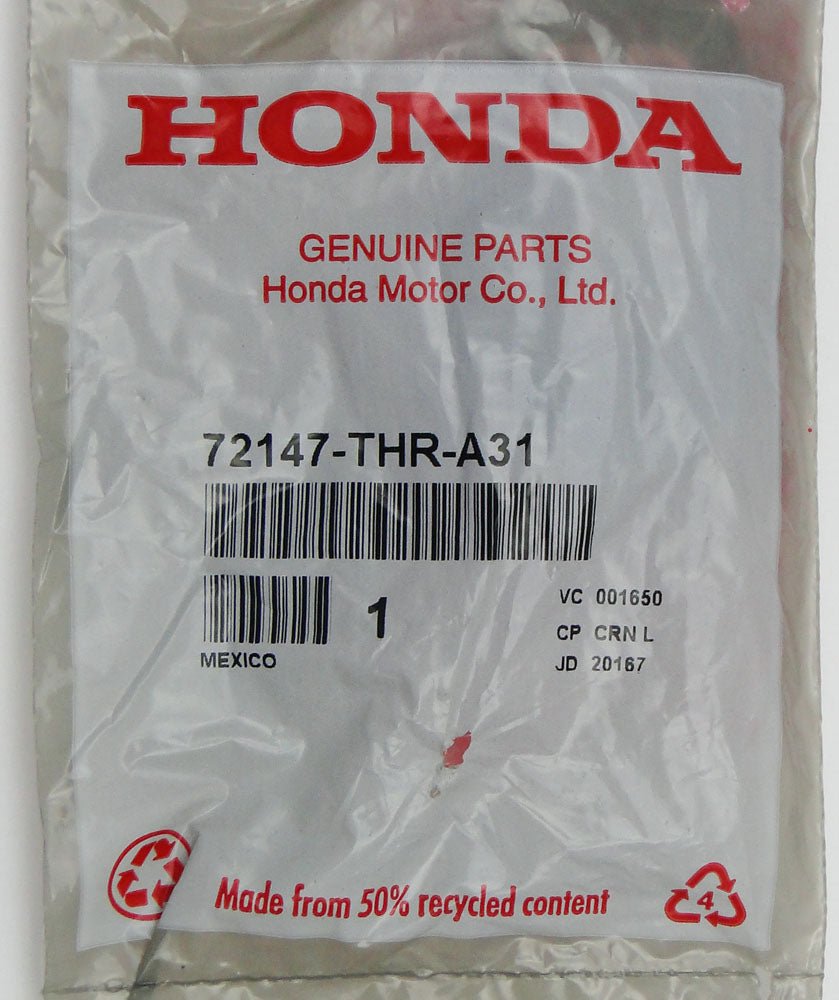 HONDA
GENUINE PARTS
Honda Motor Co., Ltd.
72147-THR-A31
1
MEXICO
VC 001650
CP CRN L
JD 20167
Made from 50% recycled content
4